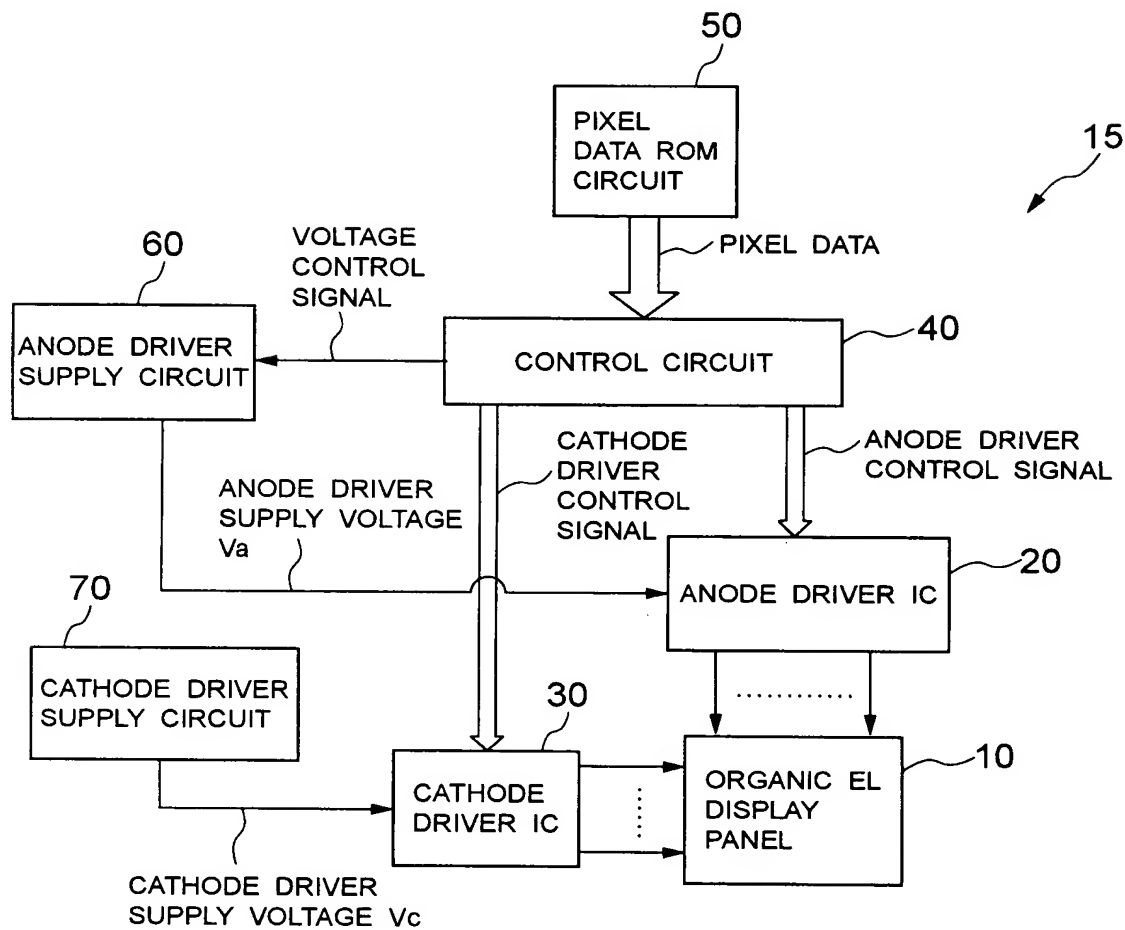 50
PIXEL
DATA ROM
CIRCUIT
15
PIXEL DATA
VOLTAGE
CONTROL
SIGNAL
60
ANODE DRIVER
SUPPLY CIRCUIT
CONTROL CIRCUIT
40
CATHODE
DRIVER
CONTROL
SIGNAL
ANODE DRIVER
CONTROL SIGNAL
ANODE DRIVER
SUPPLY VOLTAGE
Va
ANODE DRIVER IC
20
70
CATHODE DRIVER
SUPPLY CIRCUIT
30
CATHODE
DRIVER IC
ORGANIC EL
DISPLAY
PANEL
10
CATHODE DRIVER
SUPPLY VOLTAGE Vc